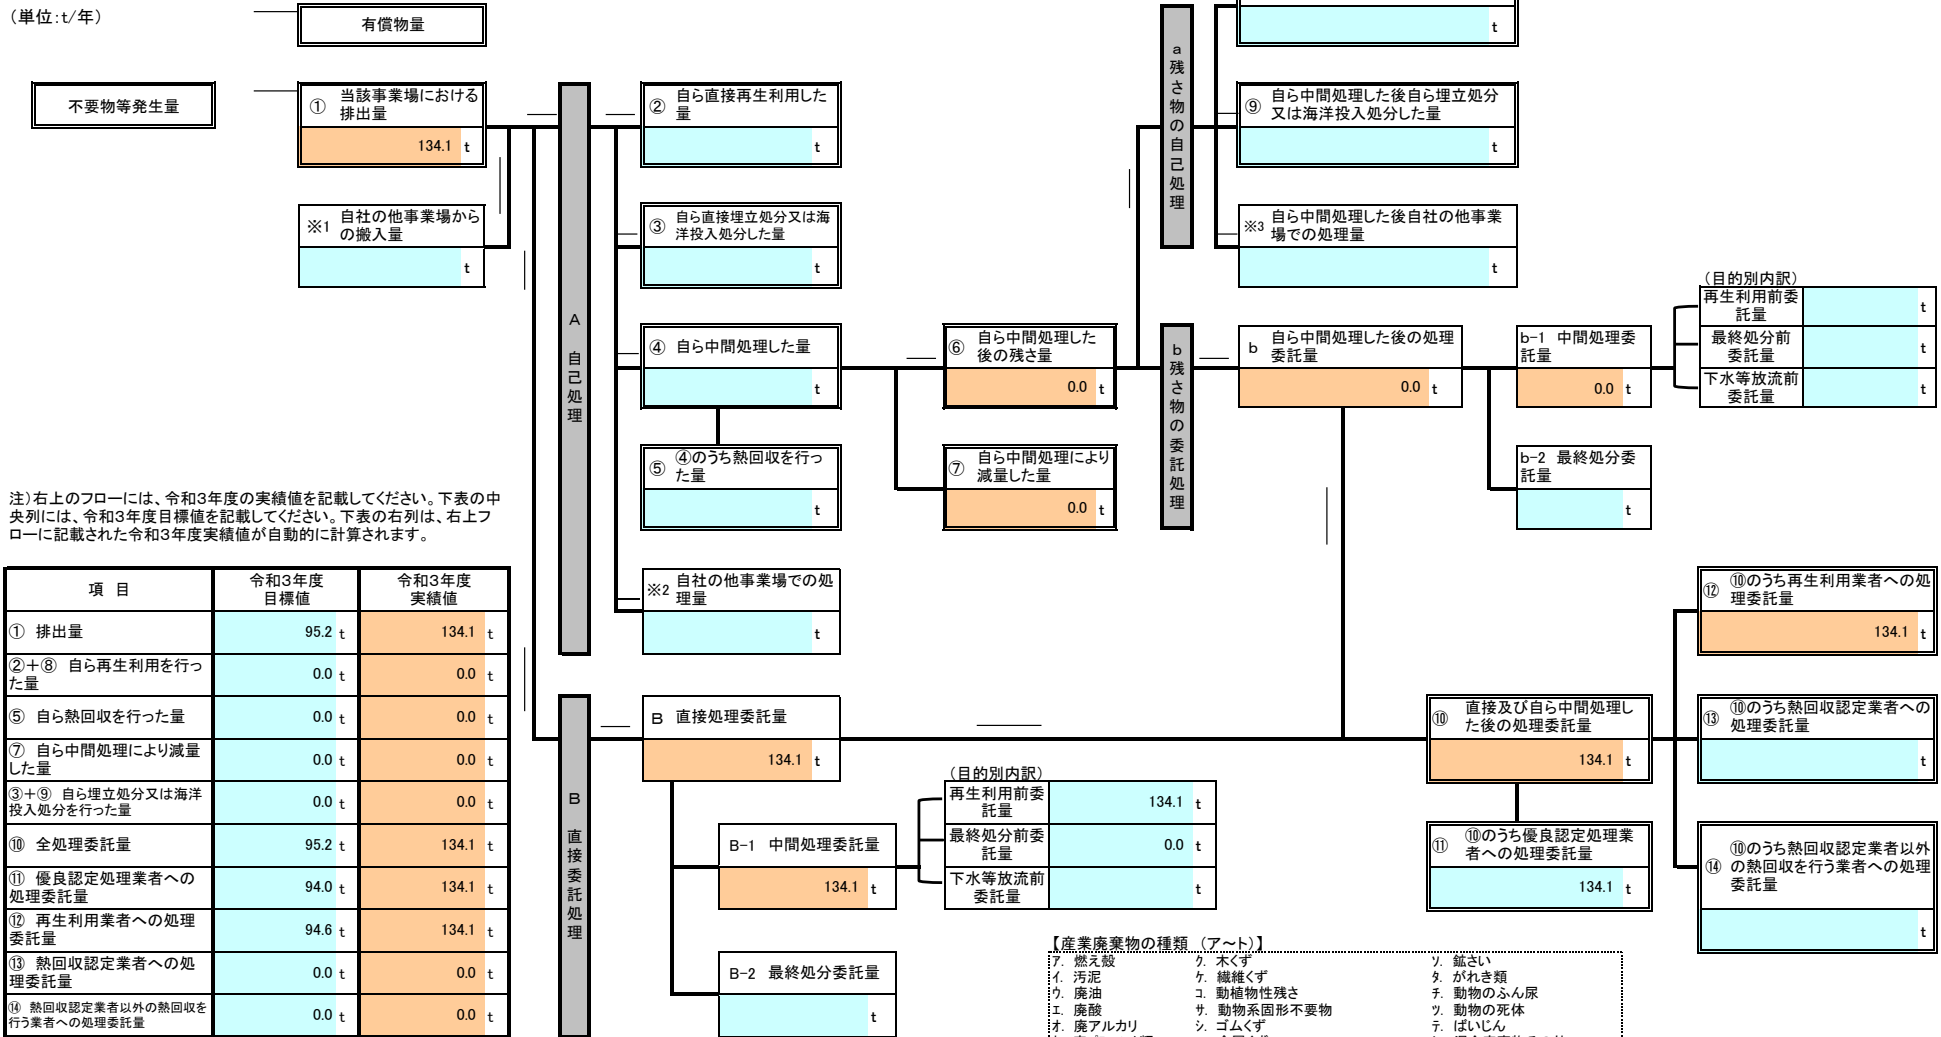 (単位:t/年)
有償物量
t
不要物等発生量
① 当該事業場における
排出量
134.1 t
※1 自社の他事業場から
の搬入量
t
A 自己処理
② 自ら直接再生利用した
量
t
③ 自ら直接埋立処分又は海
洋投入処分した量
t
④ 自ら中間処理した量
t
⑤ ④のうち熱回収を行っ
た量
t
※2 自社の他事業場での処
理量
t
⑥ 自ら中間処理した
後の残さ量
0.0 t
⑦ 自ら中間処理により
減量した量
0.0 t
a 残さ物の自己処理
⑨ 自ら中間処理した後自ら埋立処分
又は海洋投入処分した量
t
※3 自ら中間処理した後自社の他事業
場での処理量
t
b 残さ物の委託処理
b 自ら中間処理した後の処理
委託量
0.0 t
b-1 中間処理委
託量
0.0 t
b-2 最終処分委
託量
t
(目的別内訳)
再生利用前委
託量 t
最終処分前
委託量 t
下水等放流前
委託量 t
注)右上のフローには、令和3年度の実績値を記載してください。下表の中
央列には、令和3年度目標値を記載してください。下表の右列は、右上フ
ローに記載された令和3年度実績値が自動的に計算されます。
項 目 令和3年度 令和3年度
目標値 実績値
① 排出量 95.2 t 134.1 t
②+⑧ 自ら再生利用を行っ
た量 0.0 t 0.0 t
⑤ 自ら熱回収を行った量 0.0 t 0.0 t
⑦ 自ら中間処理により減量
した量 0.0 t 0.0 t
③+⑨ 自ら埋立処分又は海洋
投入処分を行った量 0.0 t 0.0 t
⑩ 全処理委託量 95.2 t 134.1 t
⑪ 優良認定処理業者への
処理委託量 94.0 t 134.1 t
⑫ 再生利用業者への処理
委託量 94.6 t 134.1 t
⑬ 熱回収認定業者への処
理委託量 0.0 t 0.0 t
⑭ 熱回収認定業者以外の熱回収を
行う業者への処理委託量 0.0 t 0.0 t
B 直接委託処理
B 直接処理委託量
134.1 t
B-1 中間処理委託量
134.1 t
B-2 最終処分委託量
t
(目的別内訳)
再生利用前委
託量 134.1 t
最終処分前委
託量 0.0 t
下水等放流前
委託量 t
⑩ 直接及び自ら中間処理し
た後の処理委託量
134.1 t
⑪ ⑩のうち優良認定処理業
者への処理委託量
134.1 t
⑫ ⑩のうち再生利用業者への処
理委託量
134.1 t
⑬ ⑩のうち熱回収認定業者への
処理委託量
t
⑭ ⑩のうち熱回収認定業者以外
の熱回収を行う業者への処理
委託量
t
【産業廃棄物の種類 (ア～ト)】
ア. 燃え殻 ク. 木くず ソ. 鉱さい
イ. 汚泥 ケ. 繊維くず タ. がれき類
ウ. 廃油 コ. 動植物性残さ チ. 動物のふん尿
エ. 廃酸 サ. 動物系固形不要物 ツ. 動物の死体
オ. 廃アルカリ シ. ゴムくず テ. ばいじん